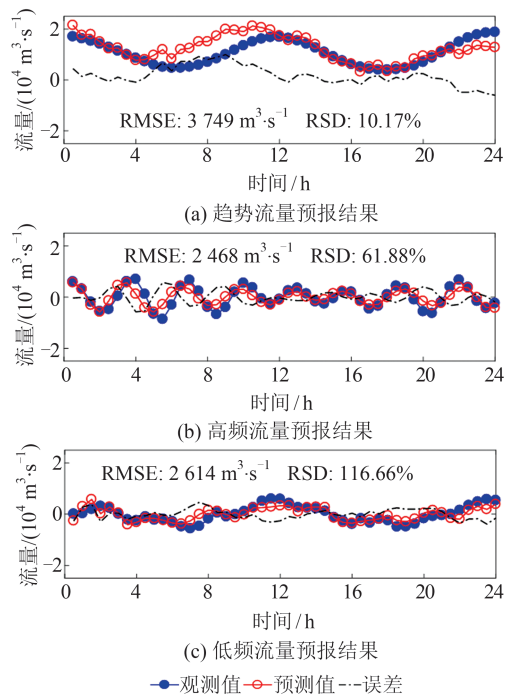 流量/(10⁴ m³·s⁻¹)
2
0
−2
RMSE: 3 749 m³·s⁻¹ RSD: 10.17%
0 4 8 12 16 20 24
时间/h
(a) 趋势流量预报结果
流量/(10⁴ m³·s⁻¹)
2
0
−2
RMSE: 2 468 m³·s⁻¹ RSD: 61.88%
0 4 8 12 16 20 24
时间/h
(b) 高频流量预报结果
流量/(10⁴ m³·s⁻¹)
2
0
−2
RMSE: 2 614 m³·s⁻¹ RSD: 116.66%
0 4 8 12 16 20 24
时间/h
(c) 低频流量预报结果
观测值 预测值 误差